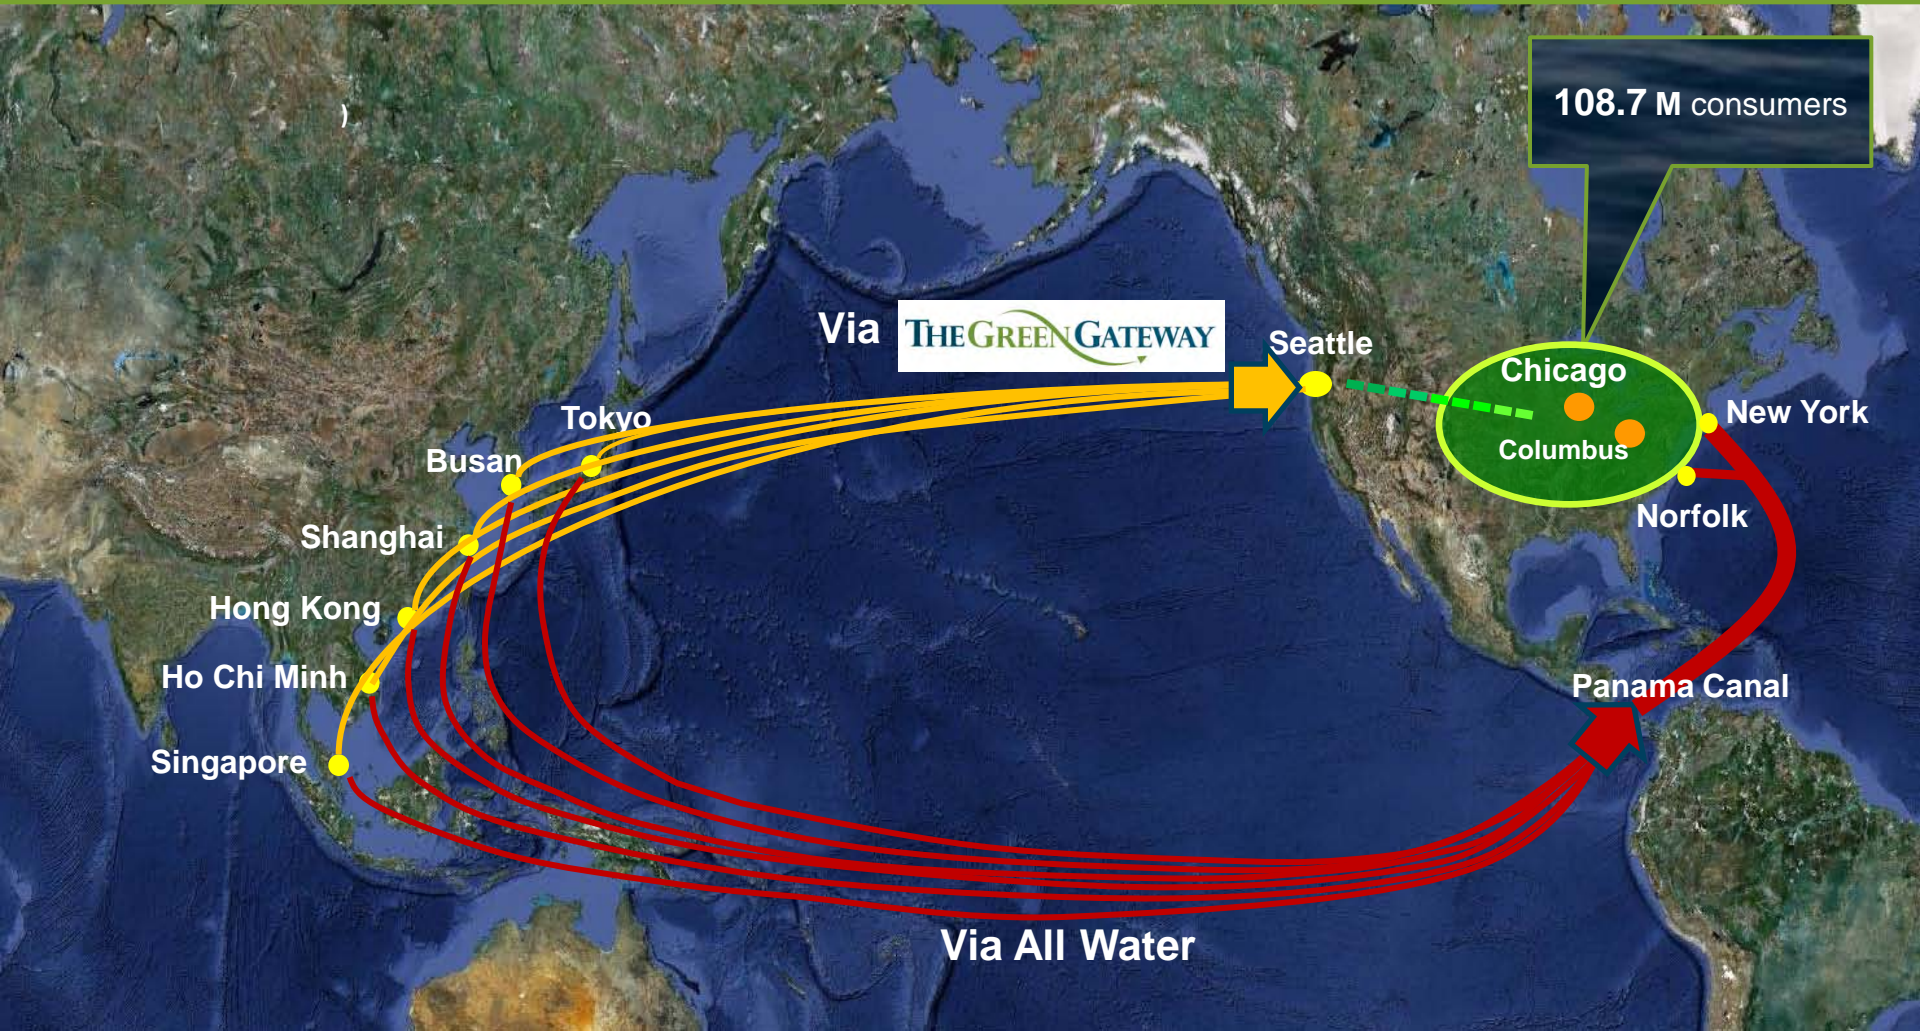 108.7 M consumers
Via THE GREEN GATEWAY
Seattle
Chicago
New York
Tokyo
Columbus
Busan
Norfolk
Shanghai
Hong Kong
Ho Chi Minh
Panama Canal
Singapore
Via All Water